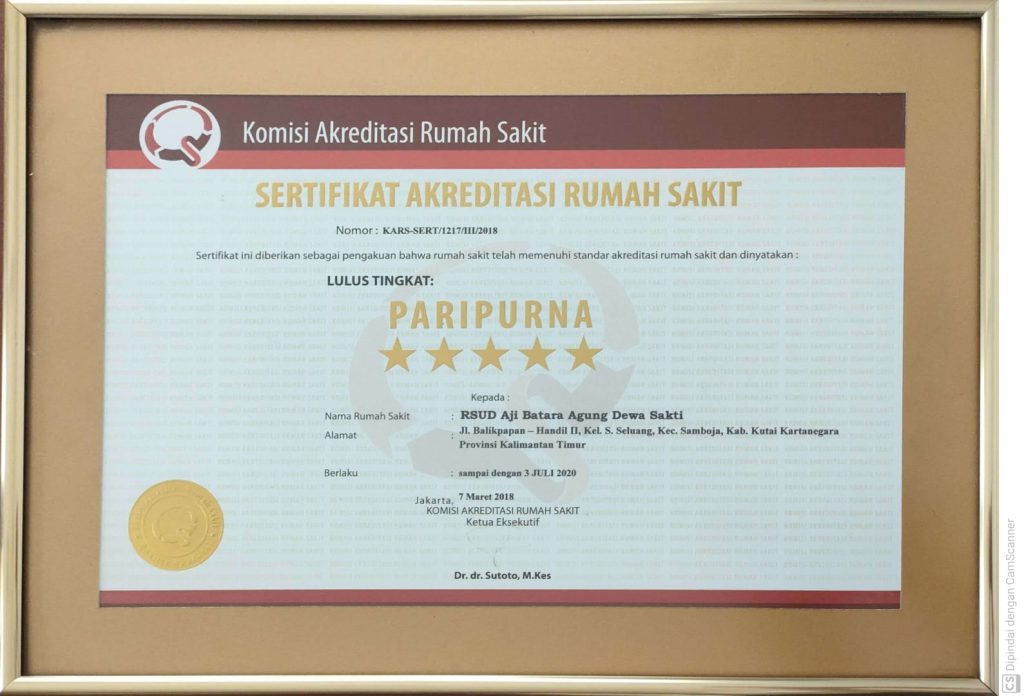 Komisi Akreditasi Rumah Sakit
SERTIFIKAT AKREDITASI RUMAH SAKIT
Nomor : KARS-SERT/1217/III/2018
Sertifikat ini diberikan sebagai pengakuan bahwa rumah sakit telah memenuhi standar akreditasi rumah sakit dan dinyatakan :
LULUS TINGKAT:
PARIPURNA
Kepada :
Nama Rumah Sakit : RSUD Aji Batara Agung Dewa Sakti
Alamat : Jl. Balikpapan – Handil II, Kel. S. Seluang, Kec. Samboja, Kab. Kutai Kartanegara
Provinsi Kalimantan Timur
Berlaku : sampai dengan 3 JULI 2020
Jakarta, 7 Maret 2018
KOMISI AKREDITASI RUMAH SAKIT
Ketua Eksekutif
Dr. dr. Sutoto, M.Kes
CS Dipindai dengan CamScanner